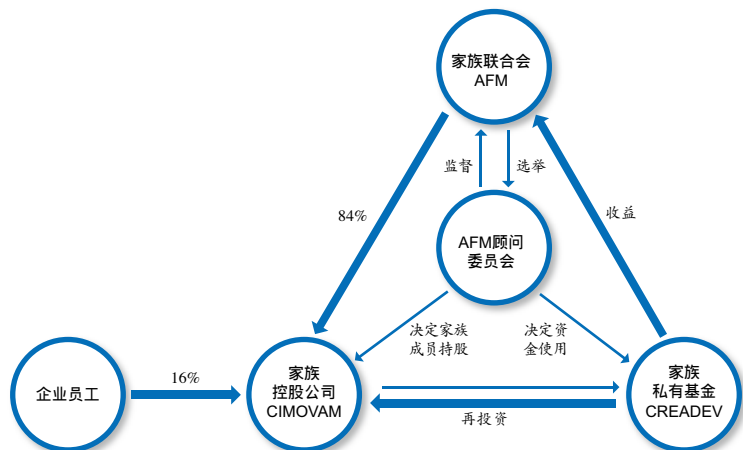 家族联合会
AFM
监督
选举
84%
收益
AFM顾问
委员会
决定家族
成员持股
决定资
金使用
企业员工
16%
家族
控股公司
CIMOVAM
再投资
家族
私有基金
CREADEV